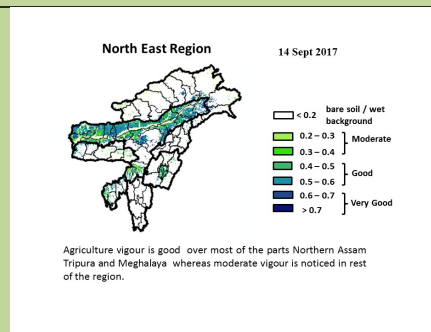 North East Region
14 Sept 2017
< 0.2 bare soil / wet background
0.2 – 0.3
Moderate
0.3 – 0.4
0.4 – 0.5
Good
0.5 – 0.6
0.6 – 0.7
Very Good
> 0.7
Agriculture vigour is good over most of the parts Northern Assam
Tripura and Meghalaya whereas moderate vigour is noticed in rest
of the region.